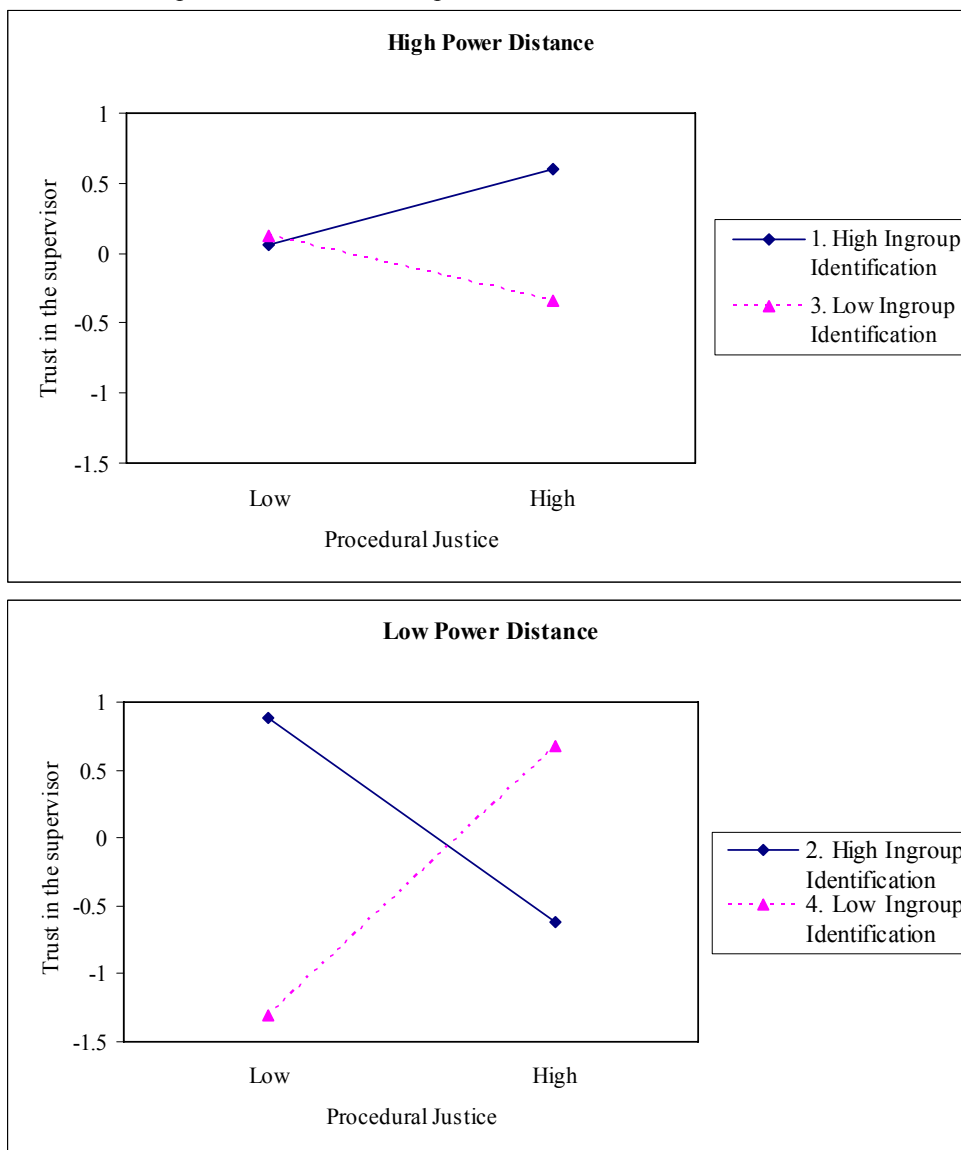 High Power Distance
1
0.5
0
-0.5
-1
-1.5
Trust in the supervisor
Low High
Procedural Justice
1. High Ingroup
Identification
3. Low Ingroup
Identification
Low Power Distance
1
0.5
0
-0.5
-1
-1.5
Trust in the supervisor
Low High
Procedural Justice
2. High Ingroup
Identification
4. Low Ingroup
Identification